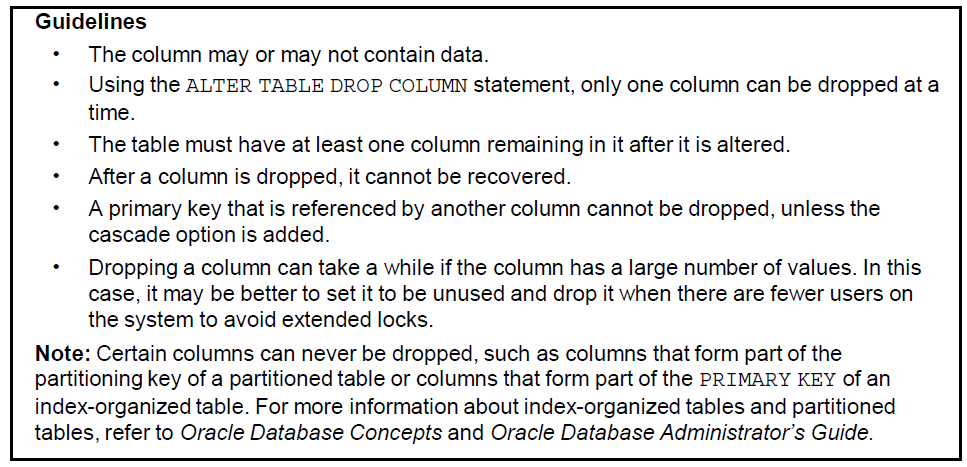 Guidelines
• The column may or may not contain data.
• Using the ALTER TABLE DROP COLUMN statement, only one column can be dropped at a
time.
• The table must have at least one column remaining in it after it is altered.
• After a column is dropped, it cannot be recovered.
• A primary key that is referenced by another column cannot be dropped, unless the
cascade option is added.
• Dropping a column can take a while if the column has a large number of values. In this
case, it may be better to set it to be unused and drop it when there are fewer users on
the system to avoid extended locks.
Note: Certain columns can never be dropped, such as columns that form part of the
partitioning key of a partitioned table or columns that form part of the PRIMARY KEY of an
index-organized table. For more information about index-organized tables and partitioned
tables, refer to Oracle Database Concepts and Oracle Database Administrator's Guide.